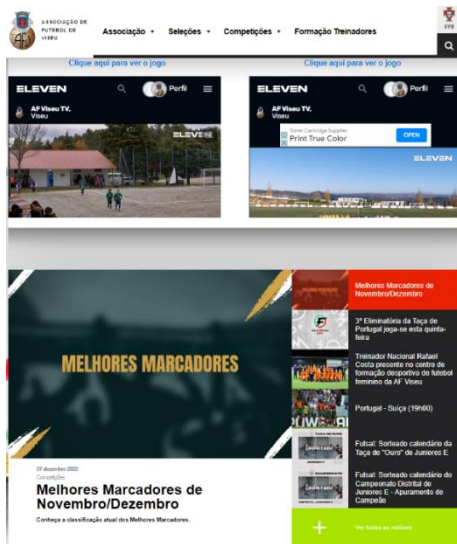 ASSOCIAÇÃO DE
FUTEBOL DE
VISEU
Associação
Seleções
Competições
Formação Treinadores
FPF
Clique aqui para ver o jogo
Clique aqui para ver o jogo
ELEVEN
Perfil
ELEVEN
Perfil
AF Viseu TV,
Viseu
AF Viseu TV,
Viseu
Toner Cartridge Supplier
Print True Color
OPEN
ELEVEN
ELEVEN
MELHORES MARCADORES
07 dezembro 2022
Competições
Melhores Marcadores de
Novembro/Dezembro
Conheça a classificação atual dos Melhores Marcadores.
Melhores Marcadores de
Novembro/Dezembro
3ª Eliminatória da Taça de
Portugal joga-se esta quinta-
feira
Treinador Nacional Rafael
Costa presente no centro de
formação desportiva de futebol
feminino da AF Viseu
Portugal - Suíça (19h00)
Futsal: Sorteado calendário da
Taça de "Ouro" de Juniores E
Futsal: Sorteado calendário do
Campeonato Distrital de
Juniores E - Apuramento de
Campeão
Ver todas as notícias